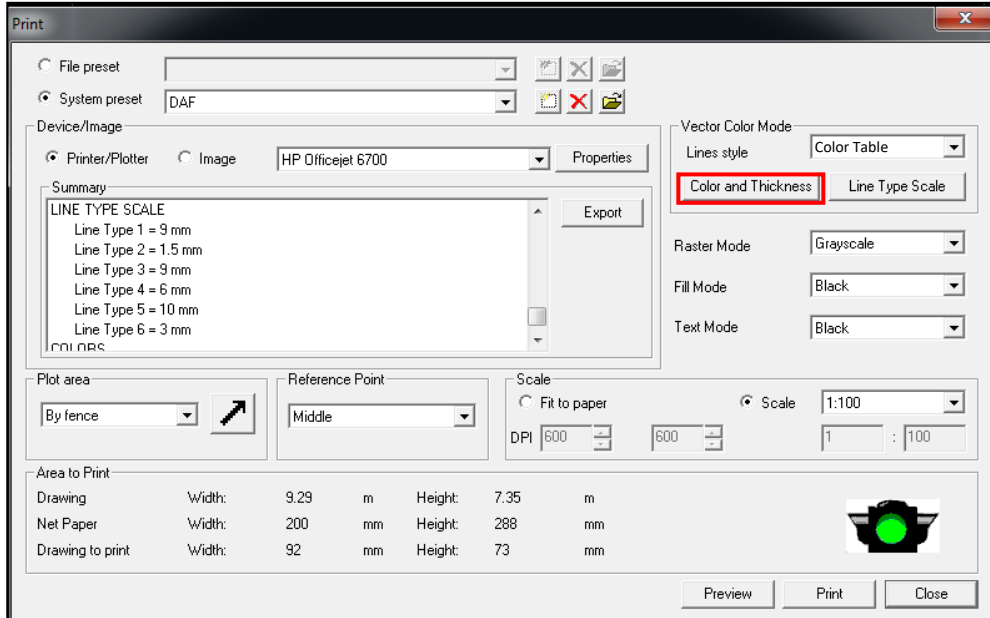 Print
x
File preset
System preset DAF
Device/Image
Printer/Plotter Image HP Officejet 6700 Properties
Summary
LINE TYPE SCALE
Line Type 1 = 9 mm
Line Type 2 = 1.5 mm
Line Type 3 = 9 mm
Line Type 4 = 6 mm
Line Type 5 = 10 mm
Line Type 6 = 3 mm
COLORS
Export
Vector Color Mode
Lines style Color Table
Color and Thickness Line Type Scale
Raster Mode Grayscale
Fill Mode Black
Text Mode Black
Plot area
By fence
Reference Point
Middle
Scale
Fit to paper Scale 1:100
DPI 600 600 1 : 100
Area to Print
Drawing Width: 9.29 m Height: 7.35 m
Net Paper Width: 200 mm Height: 288 mm
Drawing to print Width: 92 mm Height: 73 mm
Preview Print Close